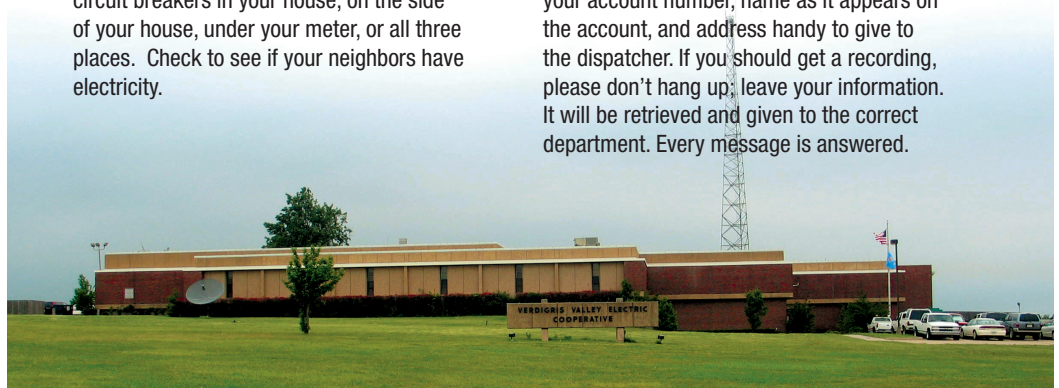 circuit breakers in your house, on the side
of your house, under your meter, or all three
places. Check to see if your neighbors have
electricity.
your account number, name as it appears on
the account, and address handy to give to
the dispatcher. If you should get a recording,
please don’t hang up; leave your information.
It will be retrieved and given to the correct
department. Every message is answered.
VERDIGRIS VALLEY ELECTRIC
COOPERATIVE